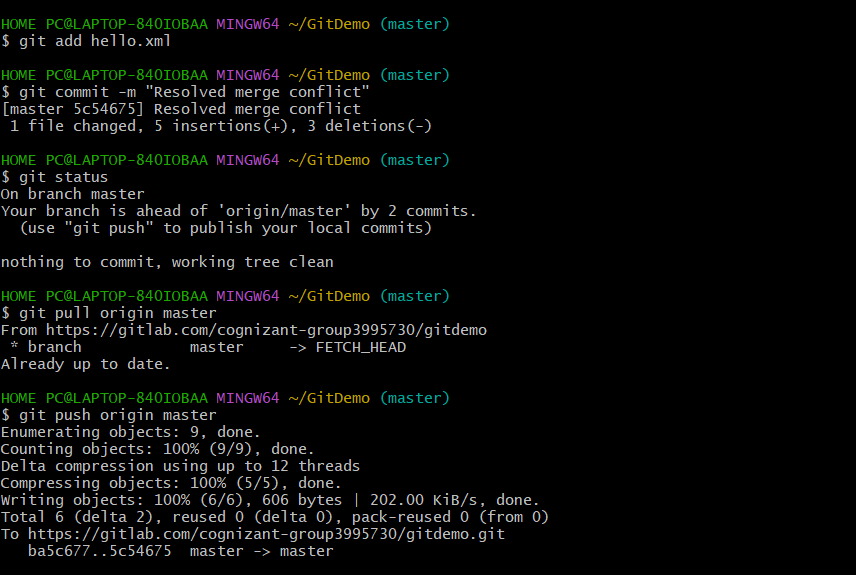 HOME PC@LAPTOP-840IOBAA MINGW64 ~/GitDemo (master)
$ git add hello.xml
HOME PC@LAPTOP-840IOBAA MINGW64 ~/GitDemo (master)
$ git commit -m "Resolved merge conflict"
[master 5c54675] Resolved merge conflict
 1 file changed, 5 insertions(+), 3 deletions(-)
HOME PC@LAPTOP-840IOBAA MINGW64 ~/GitDemo (master)
$ git status
On branch master
Your branch is ahead of 'origin/master' by 2 commits.
  (use "git push" to publish your local commits)
nothing to commit, working tree clean
HOME PC@LAPTOP-840IOBAA MINGW64 ~/GitDemo (master)
$ git pull origin master
From https://gitlab.com/cognizant-group3995730/gitdemo
 * branch            master     -> FETCH_HEAD
Already up to date.
HOME PC@LAPTOP-840IOBAA MINGW64 ~/GitDemo (master)
$ git push origin master
Enumerating objects: 9, done.
Counting objects: 100% (9/9), done.
Delta compression using up to 12 threads
Compressing objects: 100% (5/5), done.
Writing objects: 100% (6/6), 606 bytes | 202.00 KiB/s, done.
Total 6 (delta 2), reused 0 (delta 0), pack-reused 0 (from 0)
To https://gitlab.com/cognizant-group3995730/gitdemo.git
   ba5c677..5c54675  master -> master